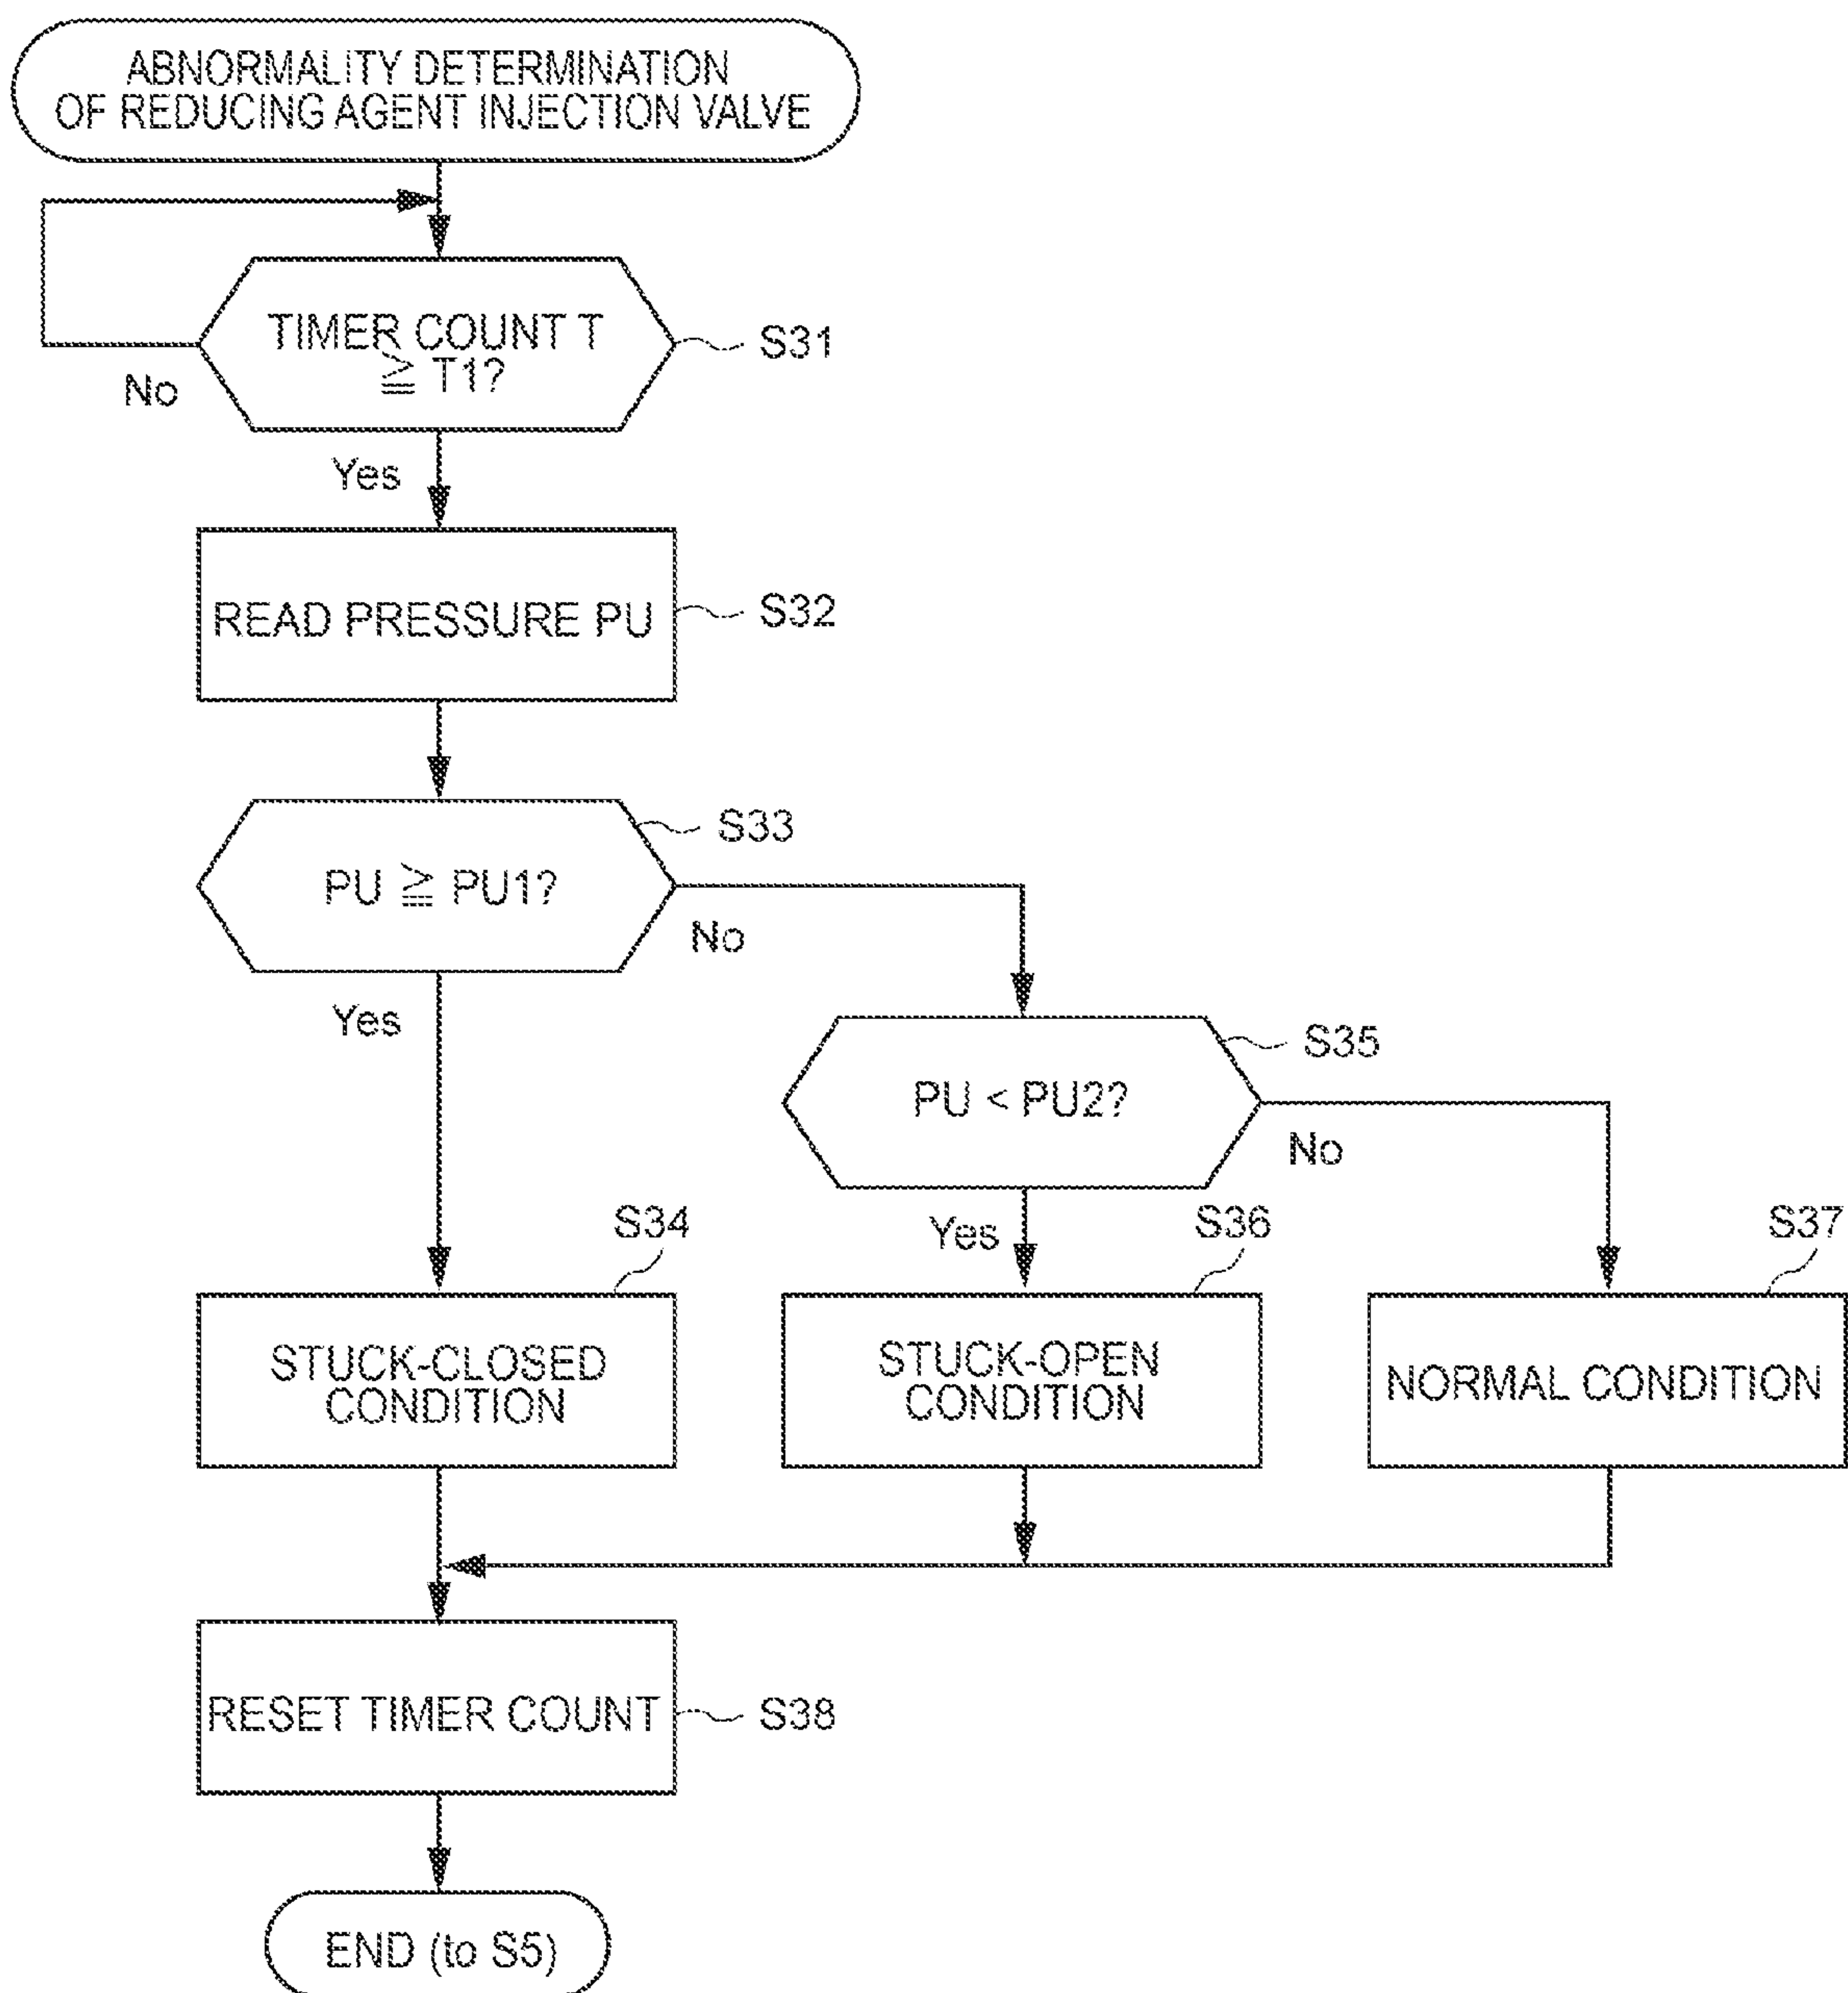 ABNORMALITY DETERMINATION
OF REDUCING AGENT INJECTION VALVE
TIMER COUNT T
≧ T1?
S31
No
Yes
READ PRESSURE PU
S32
PU ≧ PU1?
S33
No
Yes
PU < PU2?
S35
No
Yes
S34
S36
S37
STUCK-CLOSED
CONDITION
STUCK-OPEN
CONDITION
NORMAL CONDITION
RESET TIMER COUNT
S38
END (to S5)